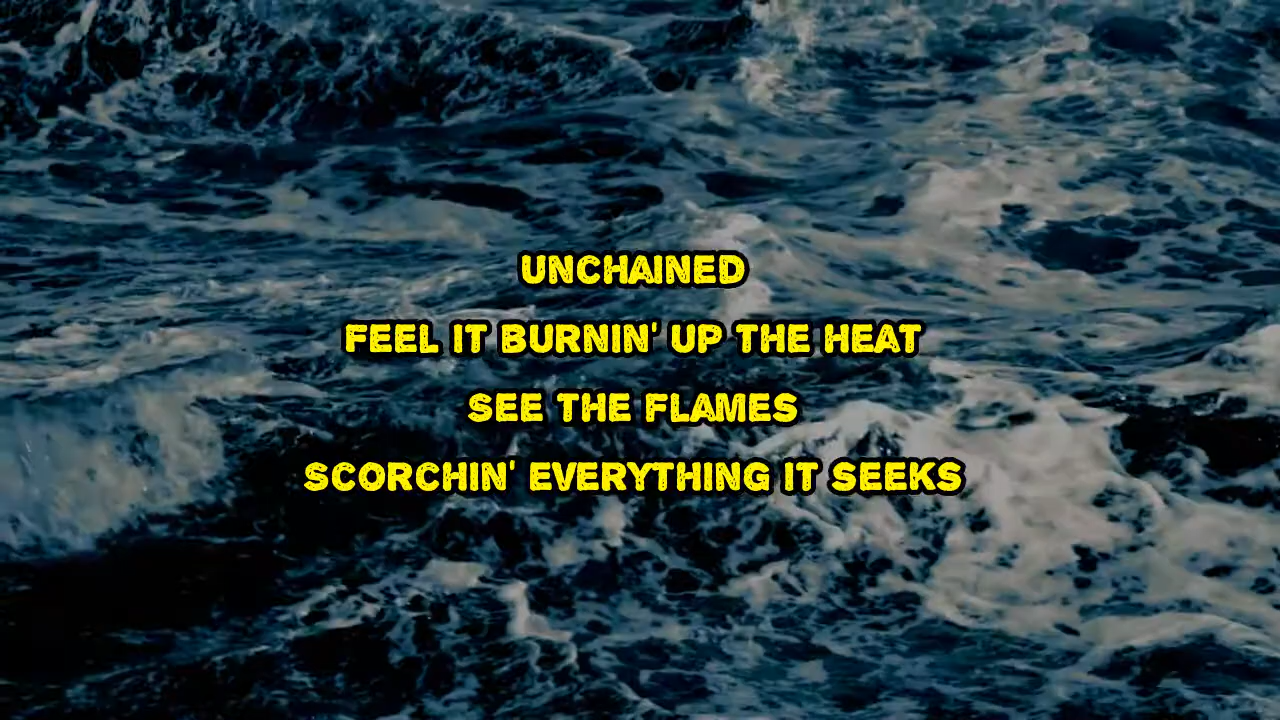 UNCHAINED
FEEL IT BURNIN' UP THE HEAT
SEE THE FLAMES
SCORCHIN' EVERYTHING IT SEEKS